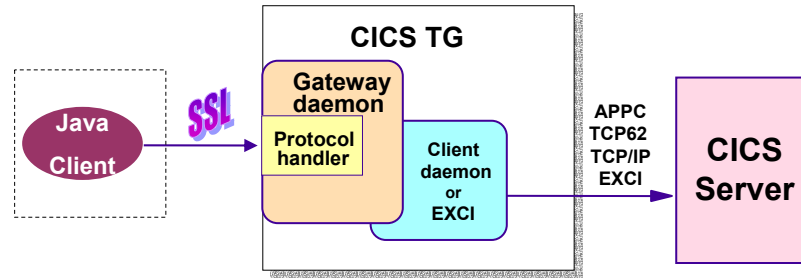 CICS TG
Java
Client
SSL
Gateway
daemon
Protocol
handler
Client
daemon
or
EXCI
APPC
TCP62
TCP/IP
EXCI
CICS
Server